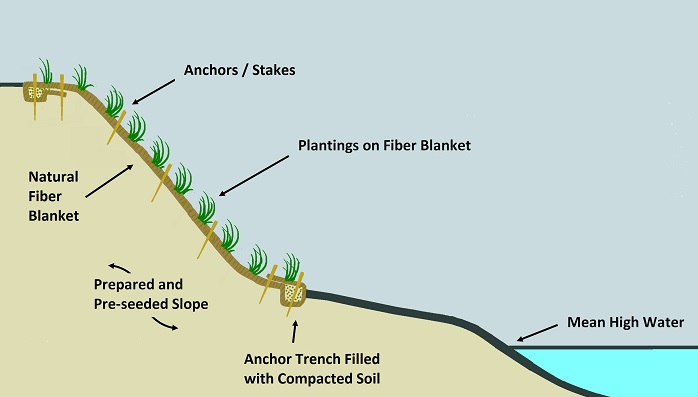 Anchors / Stakes
Plantings on Fiber Blanket
Natural
Fiber
Blanket
Prepared and
Pre-seeded Slope
Mean High Water
Anchor Trench Filled
with Compacted Soil